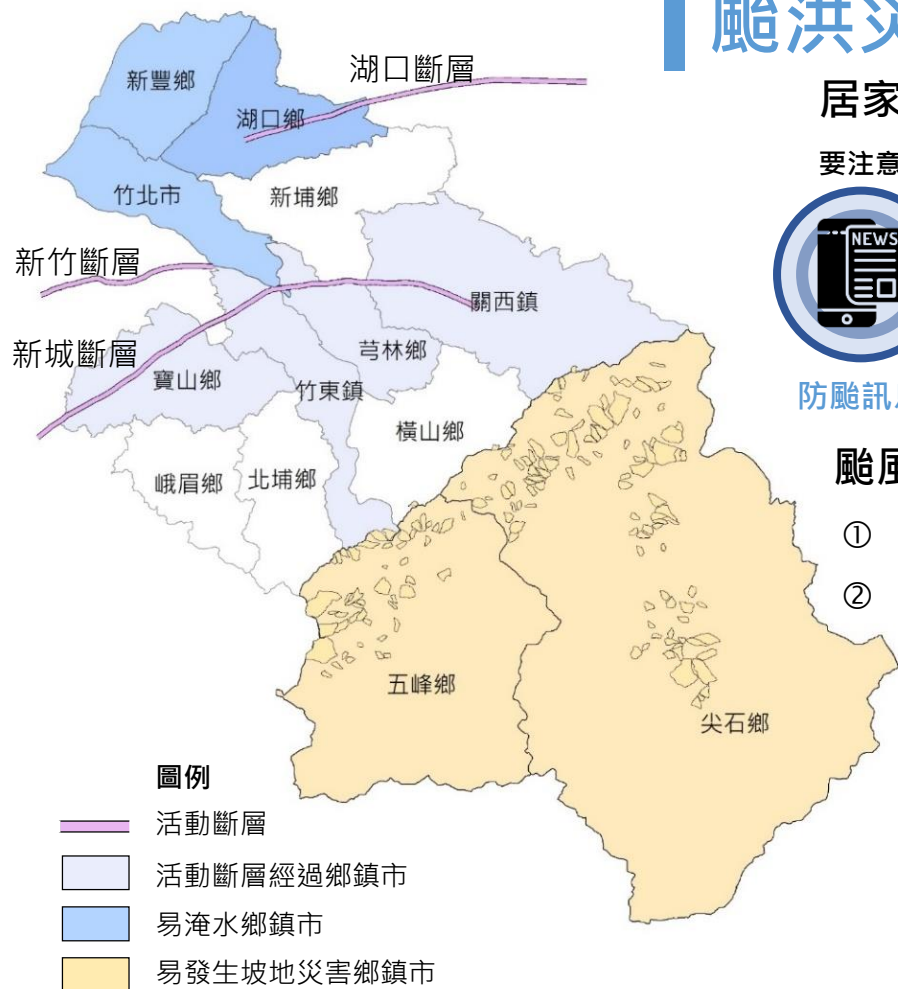 颱洪災
居家
要注意
NEWS
防颱訊息
颱風
①
②
新豐鄉
湖口斷層
湖口鄉
竹北市
新埔鄉
新竹斷層
關西鎮
新城斷層
芎林鄉
寶山鄉
竹東鎮
橫山鄉
峨眉鄉
北埔鄉
五峰鄉
尖石鄉
圖例
活動斷層
活動斷層經過鄉鎮市
易淹水鄉鎮市
易發生坡地災害鄉鎮市